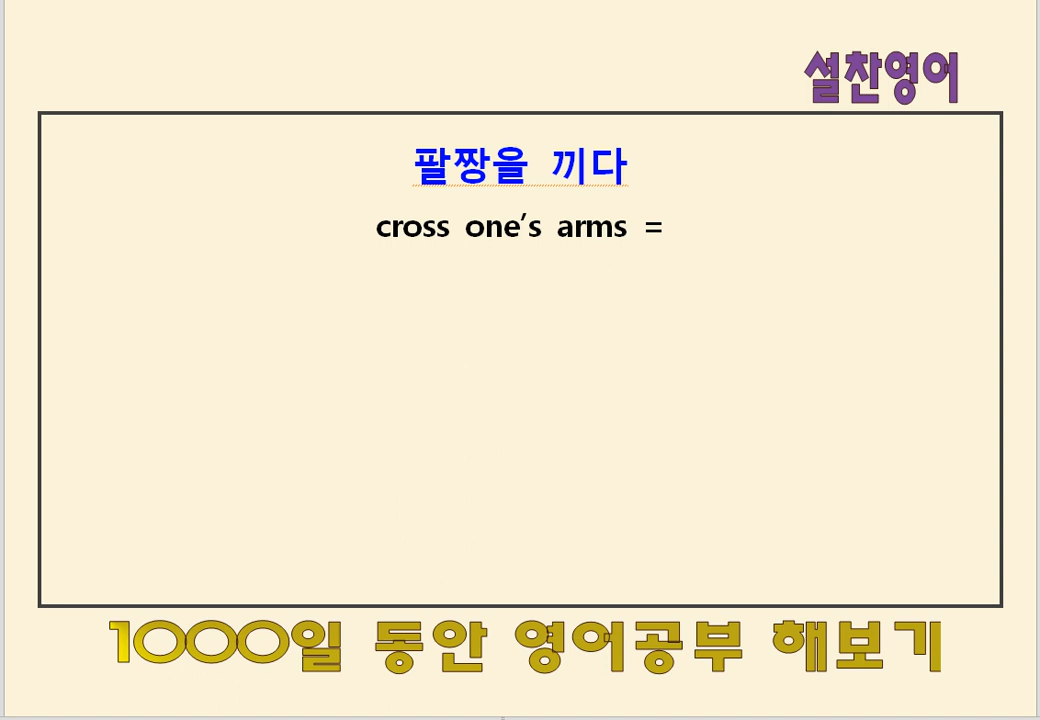 설찬영어
팔짱을 끼다
cross one's arms =
1000일 동안 영어공부 해보기